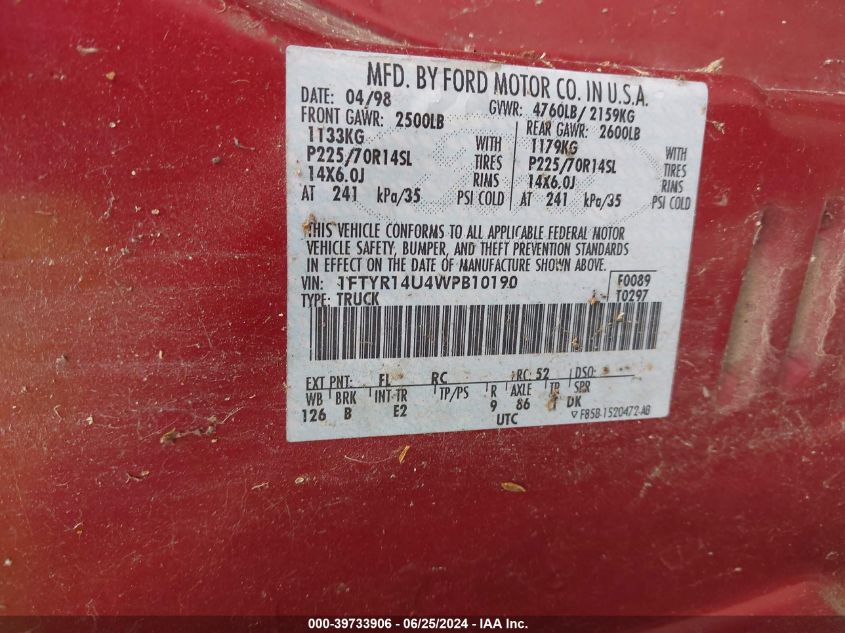 MFD. BY FORD MOTOR CO. IN U.S.A.
DATE: 04/98 GVWR: 4760LB/ 2159KG
FRONT GAWR: 2500LB REAR GAWR: 2600LB
1133KG WITH 1179KG WITH
P225/70R14SL TIRES P225/70R14SL TIRES
14X6.0J RIMS 14X6.0J RIMS
AT 241 kPa/35 PSI COLD AT 241 kPa/35 PSI COLD
THIS VEHICLE CONFORMS TO ALL APPLICABLE FEDERAL MOTOR
VEHICLE SAFETY, BUMPER, AND THEFT PREVENTION STANDARDS
IN EFFECT ON THE DATE OF MANUFACTURE SHOWN ABOVE.
VIN: 1FTYR14U4WPB10190 F0089
TYPE: TRUCK T0297
EXT PNT: FL RC RC: 52 DSO:
WB BRK INT TR TP/PS R AXLE TP SPR
126 B E2 9 86 DK
UTC F85B-1520472-AB
000-39733906 - 06/25/2024 - IAA Inc.